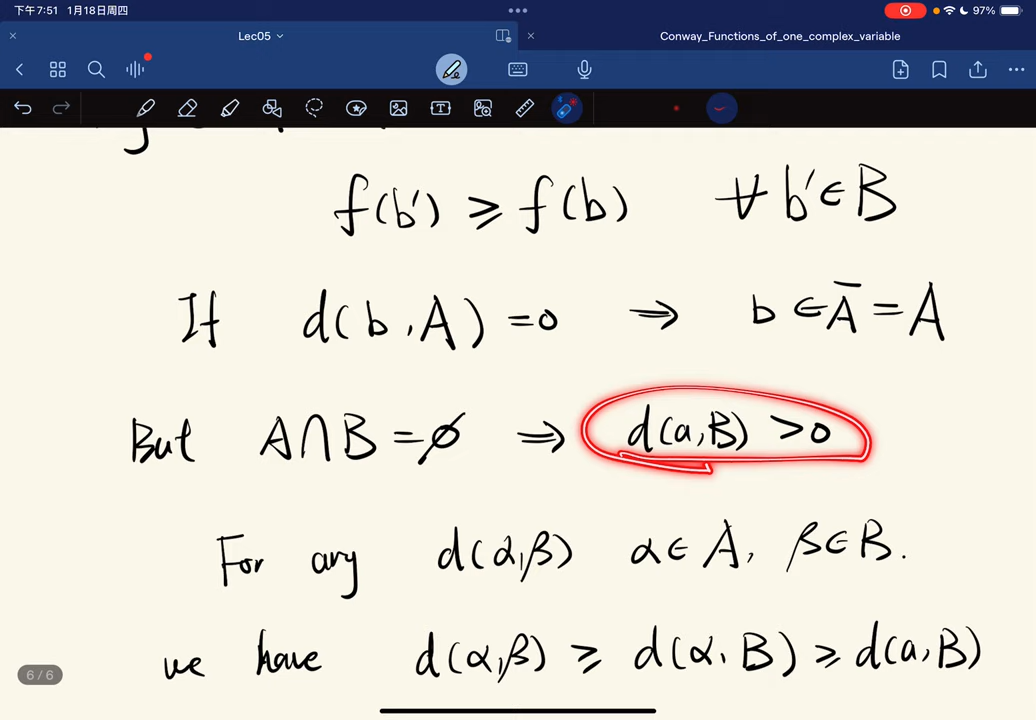 下午7:51 1月18日周四 97%
Lec05
Conway_Functions_of_one_complex_variable
f(b') ≥ f(b) ∀ b' ∈ B
If d(b, A) = 0 ⇒ b ∈ Ā = A
But A ∩ B = ∅ ⇒ d(a, B) > 0
For any d(α, β) α ∈ A, β ∈ B.
we have d(α, β) ≥ d(α, B) ≥ d(a, B)
6 / 6